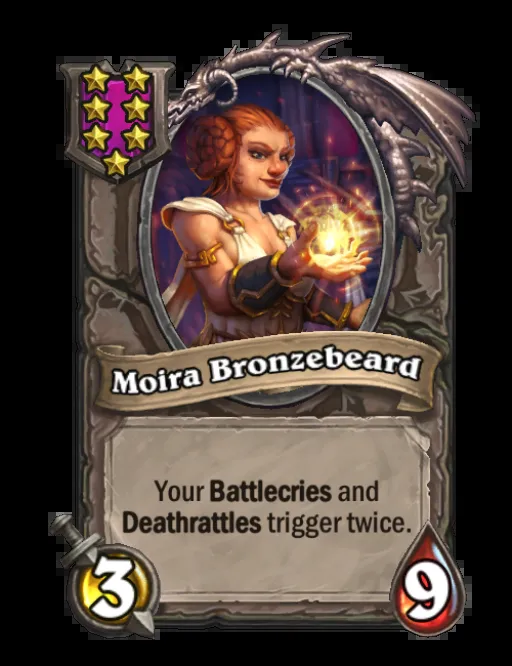 Moira Bronzebeard
Your Battlecries and
Deathrattles trigger twice.
3
9